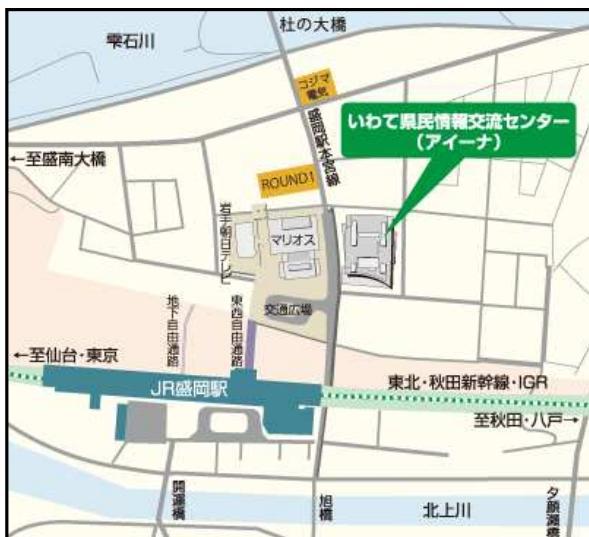 杜の大橋
雫石川
コジマ
電気
いわて県民情報交流センター
（アイーナ）
盛岡駅本宮線
←至盛南大橋
ROUND1
岩手朝日テレビ
マリオス
交通広場
地下自由通路
東西自由通路
←至仙台・東京
JR盛岡駅
東北・秋田新幹線・IGR
至秋田・八戸→
開運橋
旭橋
北上川
夕顔瀬橋